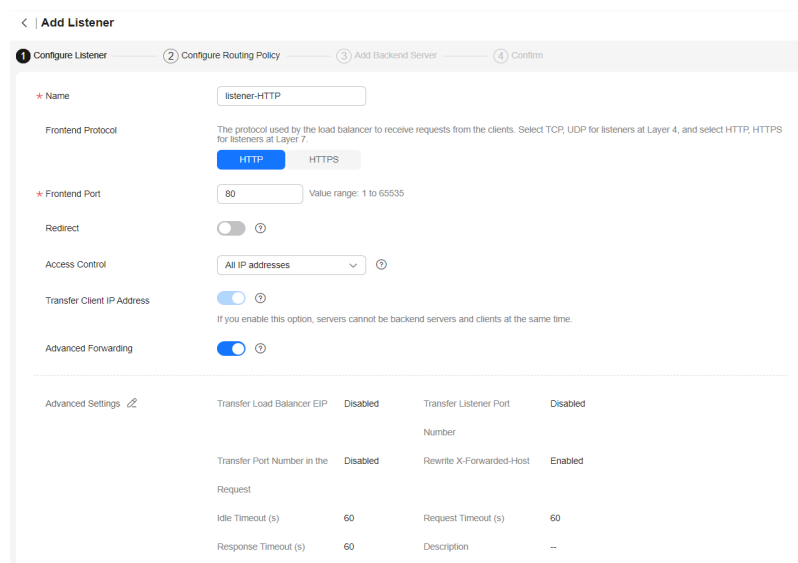 < | Add Listener
1 Configure Listener 2 Configure Routing Policy 3 Add Backend Server 4 Confirm
* Name listener-HTTP
Frontend Protocol The protocol used by the load balancer to receive requests from the clients. Select TCP, UDP for listeners at Layer 4, and select HTTP, HTTPS
for listeners at Layer 7.
HTTP HTTPS
* Frontend Port 80 Value range: 1 to 65535
Redirect ?
Access Control All IP addresses ?
Transfer Client IP Address ?
If you enable this option, servers cannot be backend servers and clients at the same time.
Advanced Forwarding ?
Advanced Settings Transfer Load Balancer EIP Disabled Transfer Listener Port Disabled
Number
Transfer Port Number in the Disabled Rewrite X-Forwarded-Host Enabled
Request
Idle Timeout (s) 60 Request Timeout (s) 60
Response Timeout (s) 60 Description --